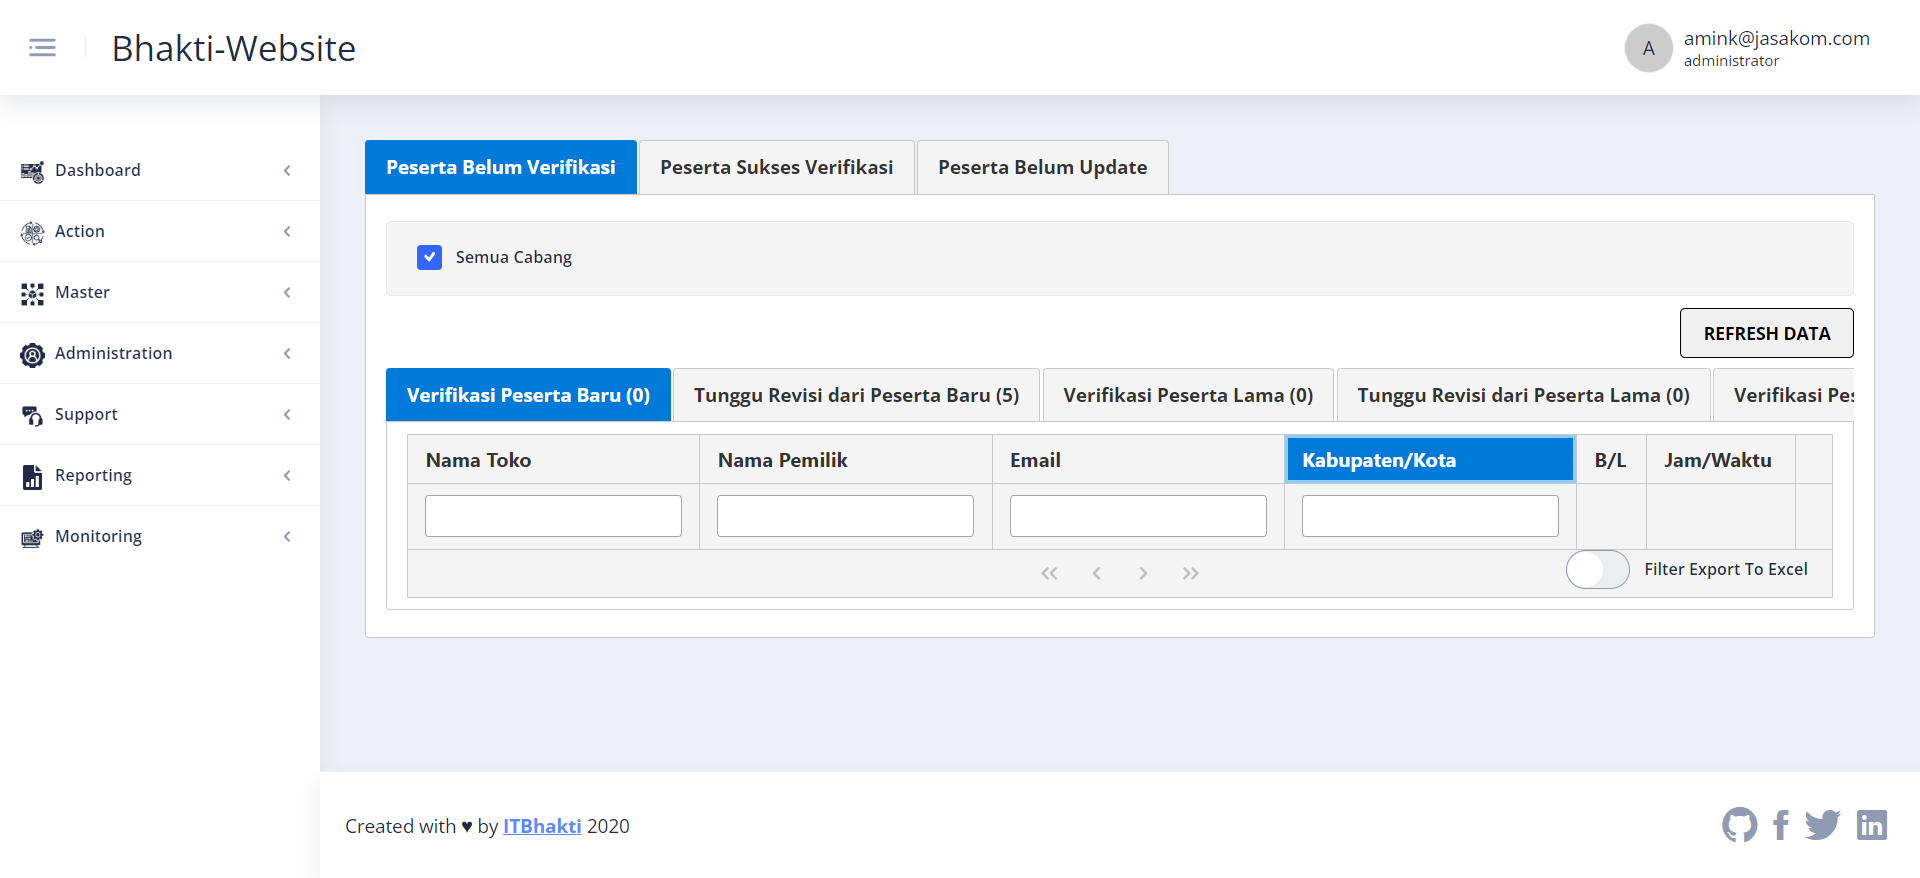 Bhakti-Website
A
amink@jasakom.com
administrator
Dashboard
Action
Master
Administration
Support
Reporting
Monitoring
Peserta Belum Verifikasi
Peserta Sukses Verifikasi
Peserta Belum Update
Semua Cabang
REFRESH DATA
Verifikasi Peserta Baru (0)
Tunggu Revisi dari Peserta Baru (5)
Verifikasi Peserta Lama (0)
Tunggu Revisi dari Peserta Lama (0)
Verifikasi
Nama Toko
Nama Pemilik
Email
Kabupaten/Kota
B/L
Jam/Waktu
Filter Export To Excel
Created with ♥ by ITBhakti 2020